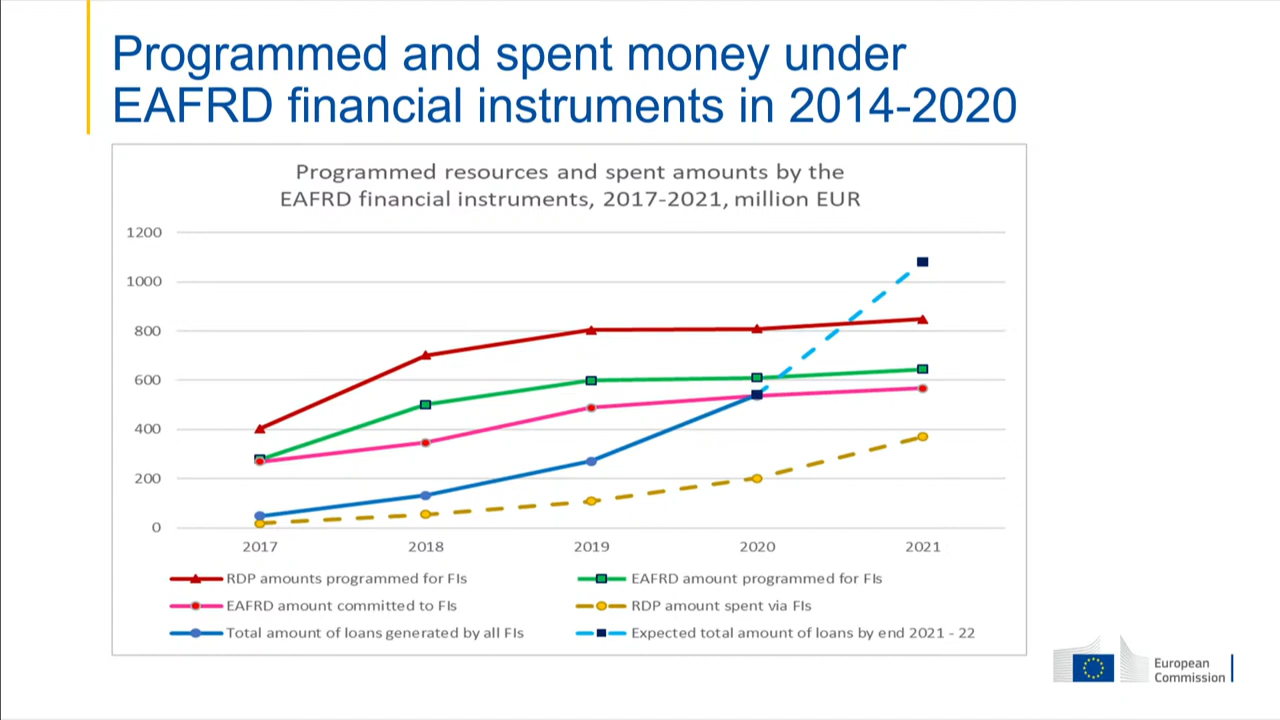 Programmed and spent money under
EAFRD financial instruments in 2014-2020
Programmed resources and spent amounts by the
EAFRD financial instruments, 2017-2021, million EUR
1200
1000
800
600
400
200
0
2017 2018 2019 2020 2021
RDP amounts programmed for FIs
EAFRD amount programmed for FIs
EAFRD amount committed to FIs
RDP amount spent via FIs
Total amount of loans generated by all FIs
Expected total amount of loans by end 2021 - 22
European
Commission